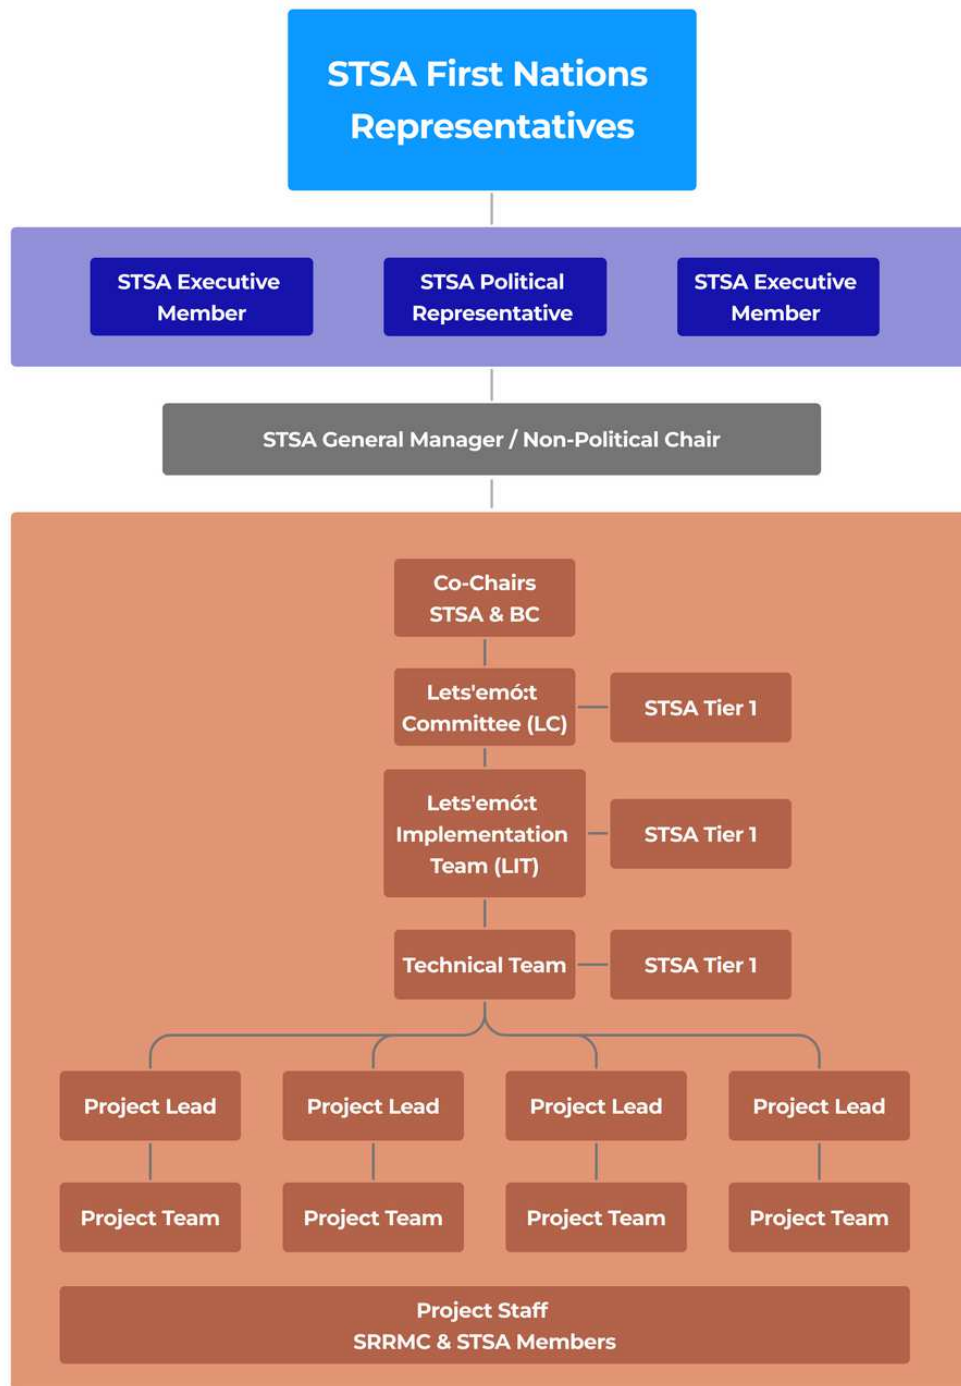 STSA First Nations
Representatives
STSA Executive
Member
STSA Political
Representative
STSA Executive
Member
STSA General Manager / Non-Political Chair
Co-Chairs
STSA & BC
Lets'emó:t
Committee (LC)
STSA Tier 1
Lets'emó:t
Implementation
Team (LIT)
STSA Tier 1
Technical Team
STSA Tier 1
Project Lead
Project Lead
Project Lead
Project Lead
Project Team
Project Team
Project Team
Project Team
Project Staff
SRRMC & STSA Members